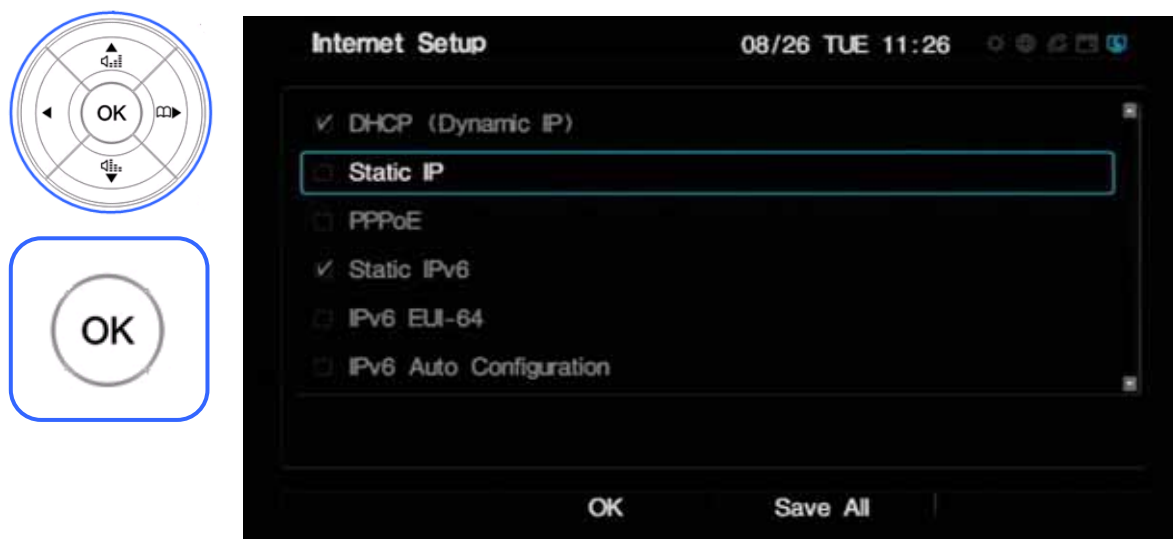 OK
OK
Internet Setup 08/26 TUE 11:26
DHCP (Dynamic IP)
Static IP
PPPoE
Static IPv6
IPv6 EUI-64
IPv6 Auto Configuration
OK Save All